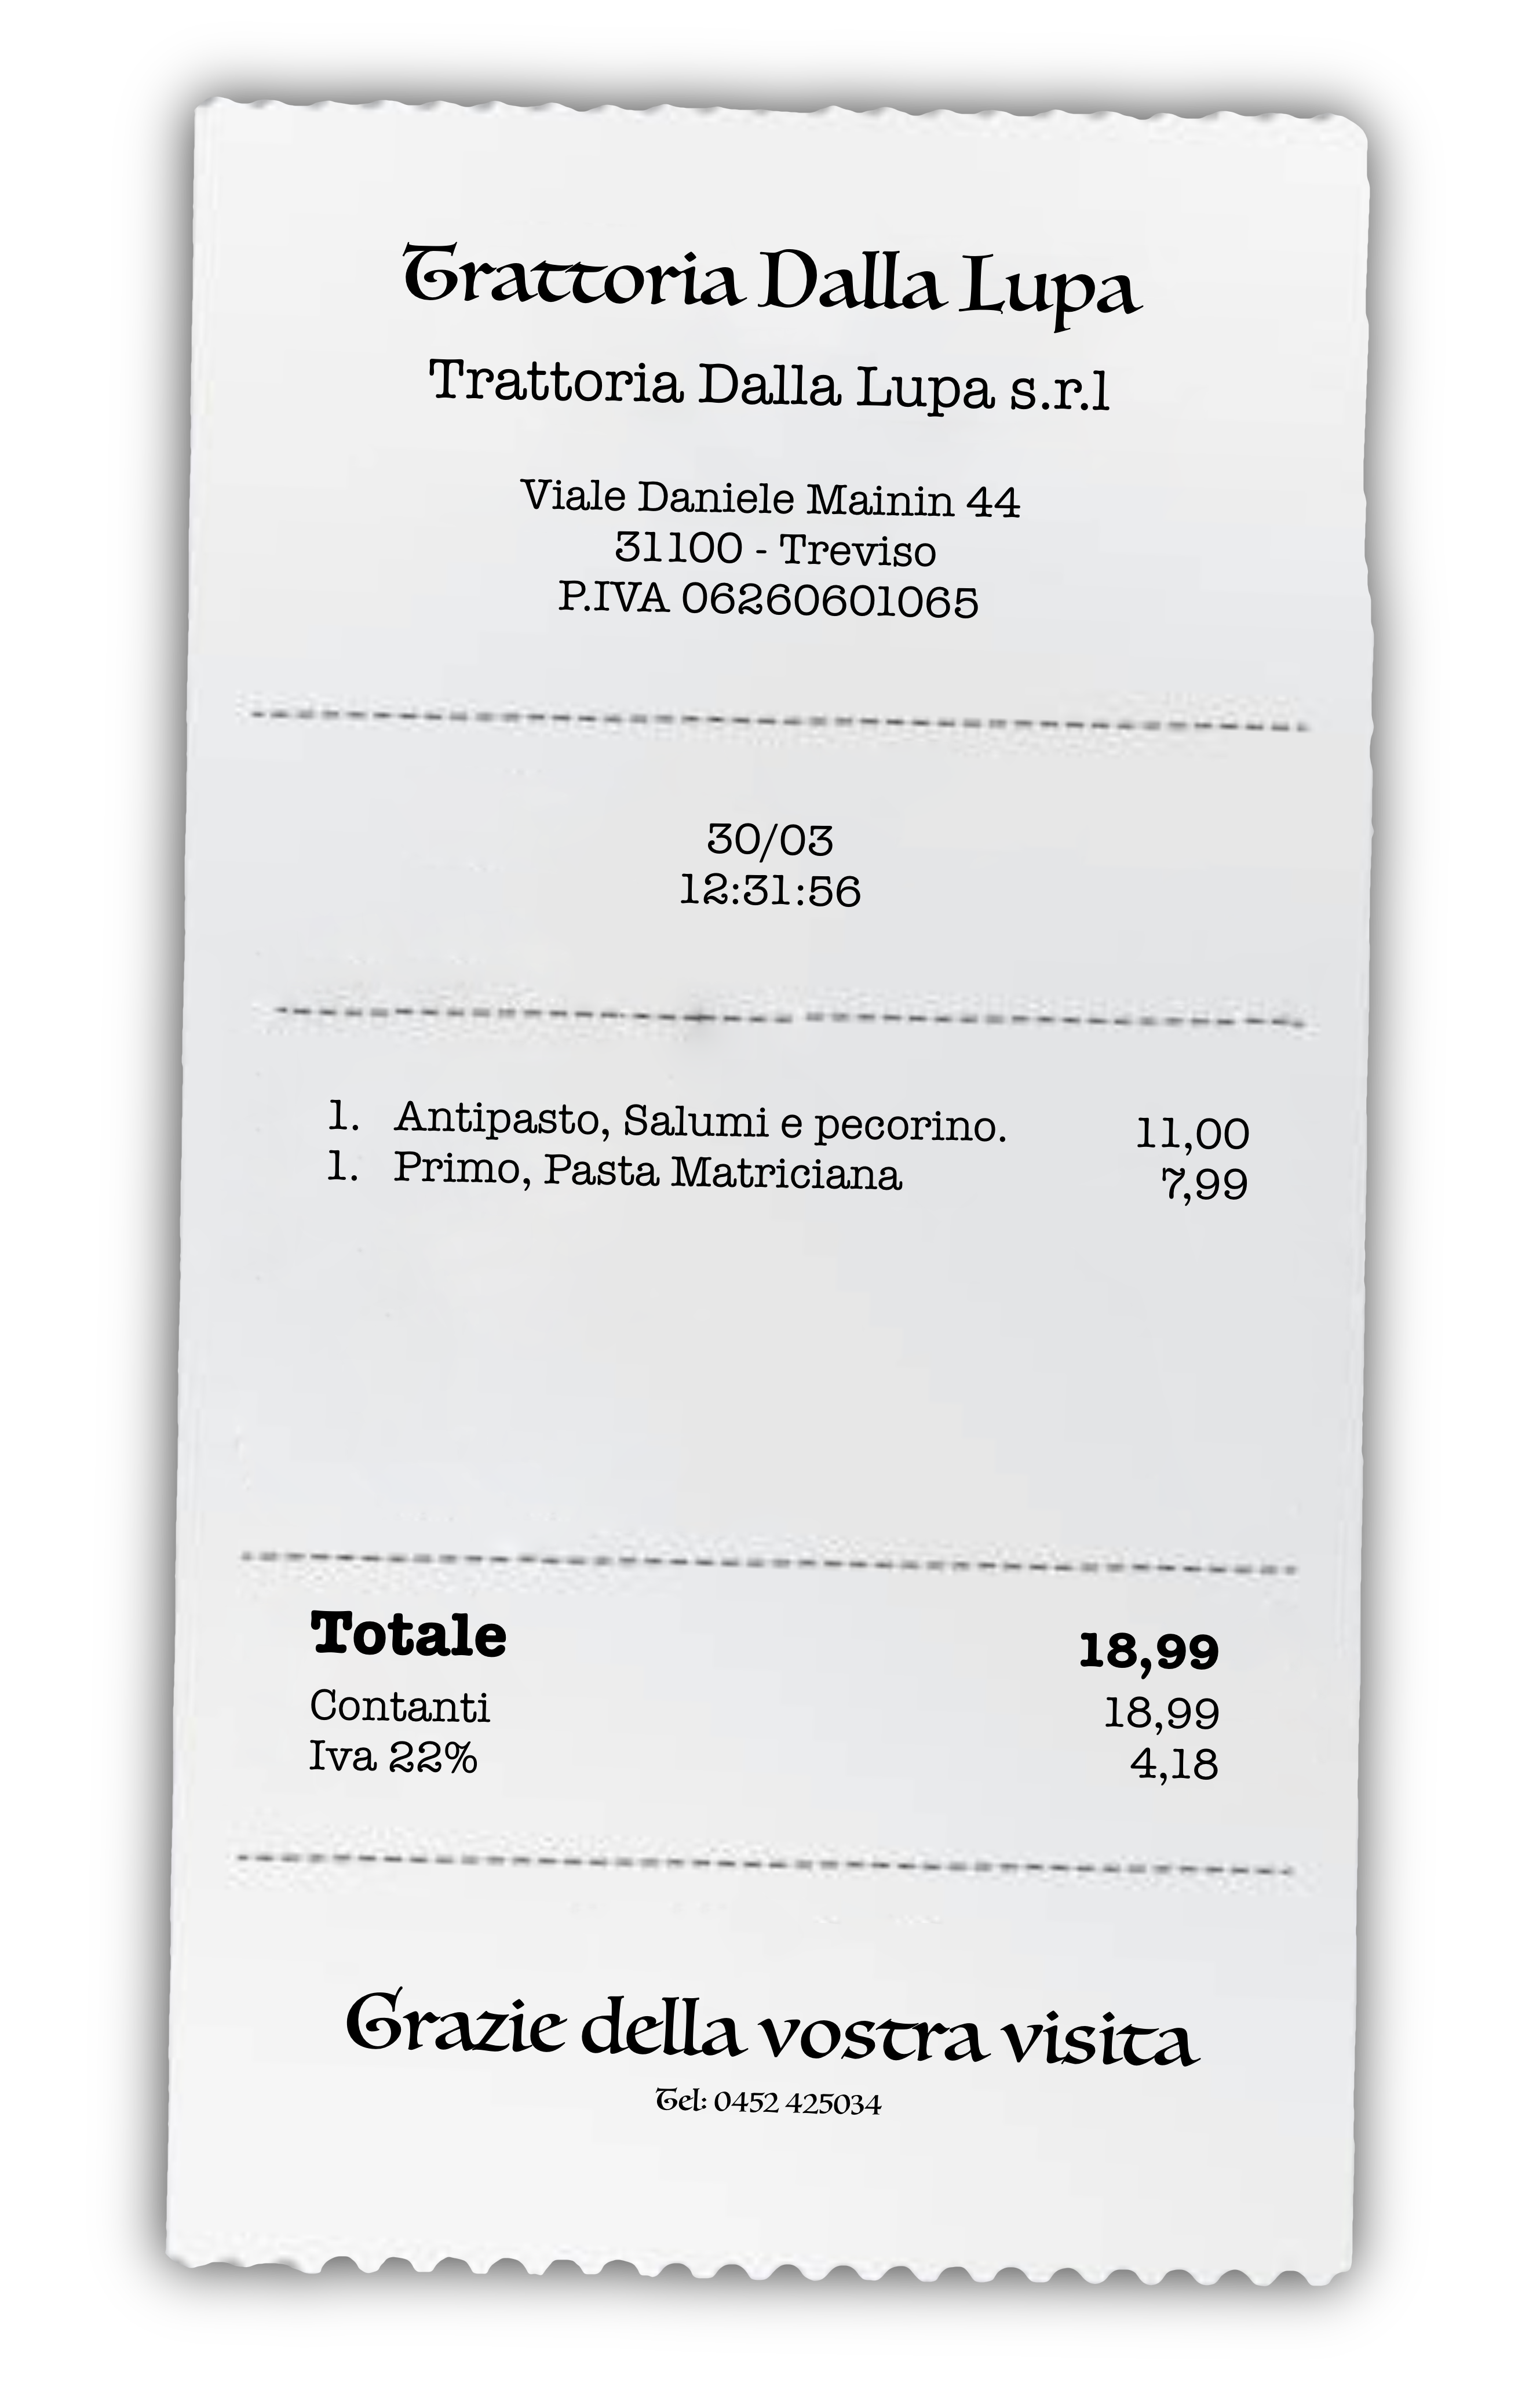 Trattoria Dalla Lupa
Trattoria Dalla Lupa s.r.l
Viale Daniele Mainin 44
31100 - Treviso
P.IVA 06260601065
30/03
12:31:56
1. Antipasto, Salumi e pecorino. 11,00
1. Primo, Pasta Matriciana 7,99
Totale 18,99
Contanti 18,99
Iva 22% 4,18
Grazie della vostra visita
Tel: 0452 425034